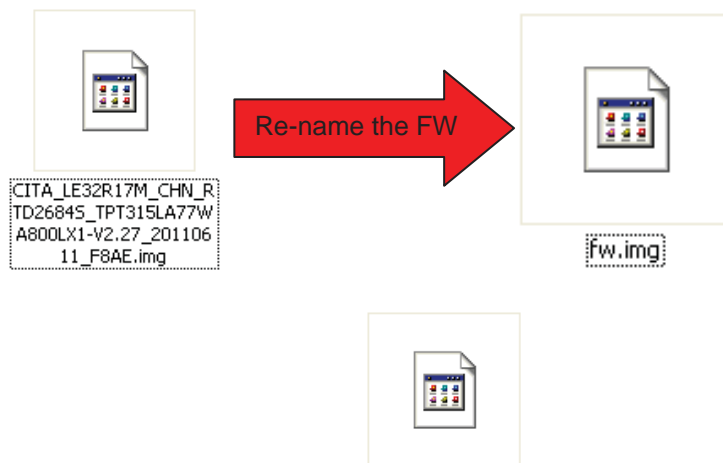 Re-name the FW
CITA_LE32R17M_CHN_R
TD2684S_TPT315LA77W
A800LX1-V2.27_201106
11_F8AE.img
fw.img